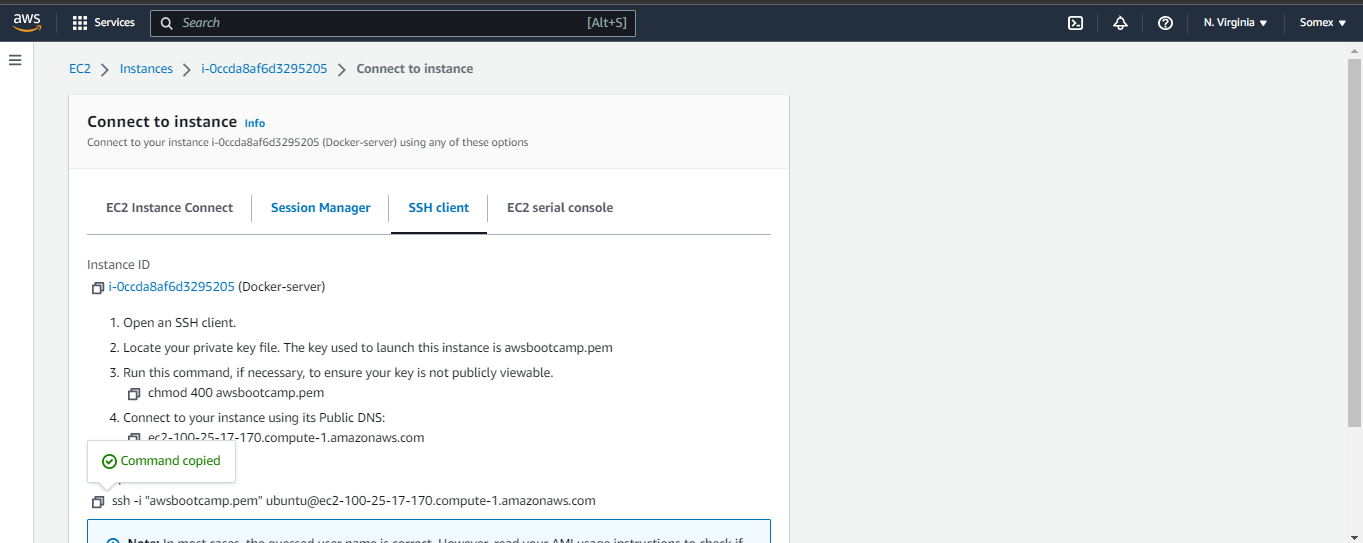 aws Services Search [Alt+S] N. Virginia Somex
EC2 Instances i-0ccda8af6d3295205 Connect to instance
Connect to instance Info
Connect to your instance i-0ccda8af6d3295205 (Docker-server) using any of these options
EC2 Instance Connect Session Manager SSH client EC2 serial console
Instance ID
i-0ccda8af6d3295205 (Docker-server)
1. Open an SSH client.
2. Locate your private key file. The key used to launch this instance is awsbootcamp.pem
3. Run this command, if necessary, to ensure your key is not publicly viewable.
chmod 400 awsbootcamp.pem
4. Connect to your instance using its Public DNS:
ec2-100-25-17-170.compute-1.amazonaws.com
Command copied
ssh -i "awsbootcamp.pem" ubuntu@ec2-100-25-17-170.compute-1.amazonaws.com
Note: In most cases, the guessed user name is correct. However, read your AMI usage instructions to check if